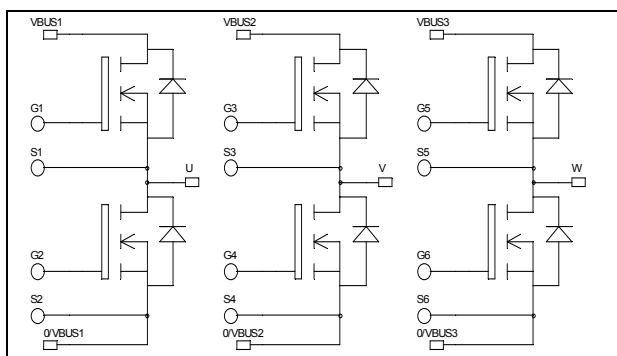 VBUS1 VBUS2 VBUS3
G1 G3 G5
S1 S3 S5
U V W
G2 G4 G6
S2 S4 S6
0/VBUS1 0/VBUS2 0/VBUS3